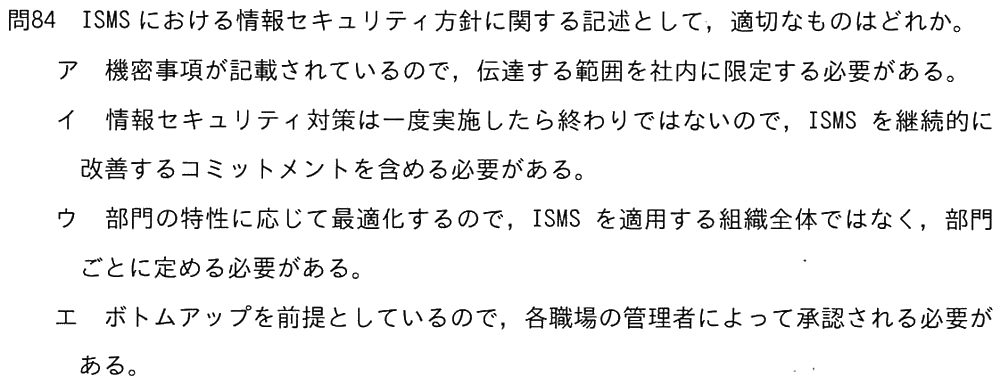 問84　ISMSにおける情報セキュリティ方針に関する記述として，適切なものはどれか。
ア　機密事項が記載されているので，伝達する範囲を社内に限定する必要がある。
イ　情報セキュリティ対策は一度実施したら終わりではないので，ISMS を継続的に
改善するコミットメントを含める必要がある。
ウ　部門の特性に応じて最適化するので，ISMS を適用する組織全体ではなく，部門
ごとに定める必要がある。
エ　ボトムアップを前提としているので，各職場の管理者によって承認される必要が
ある。